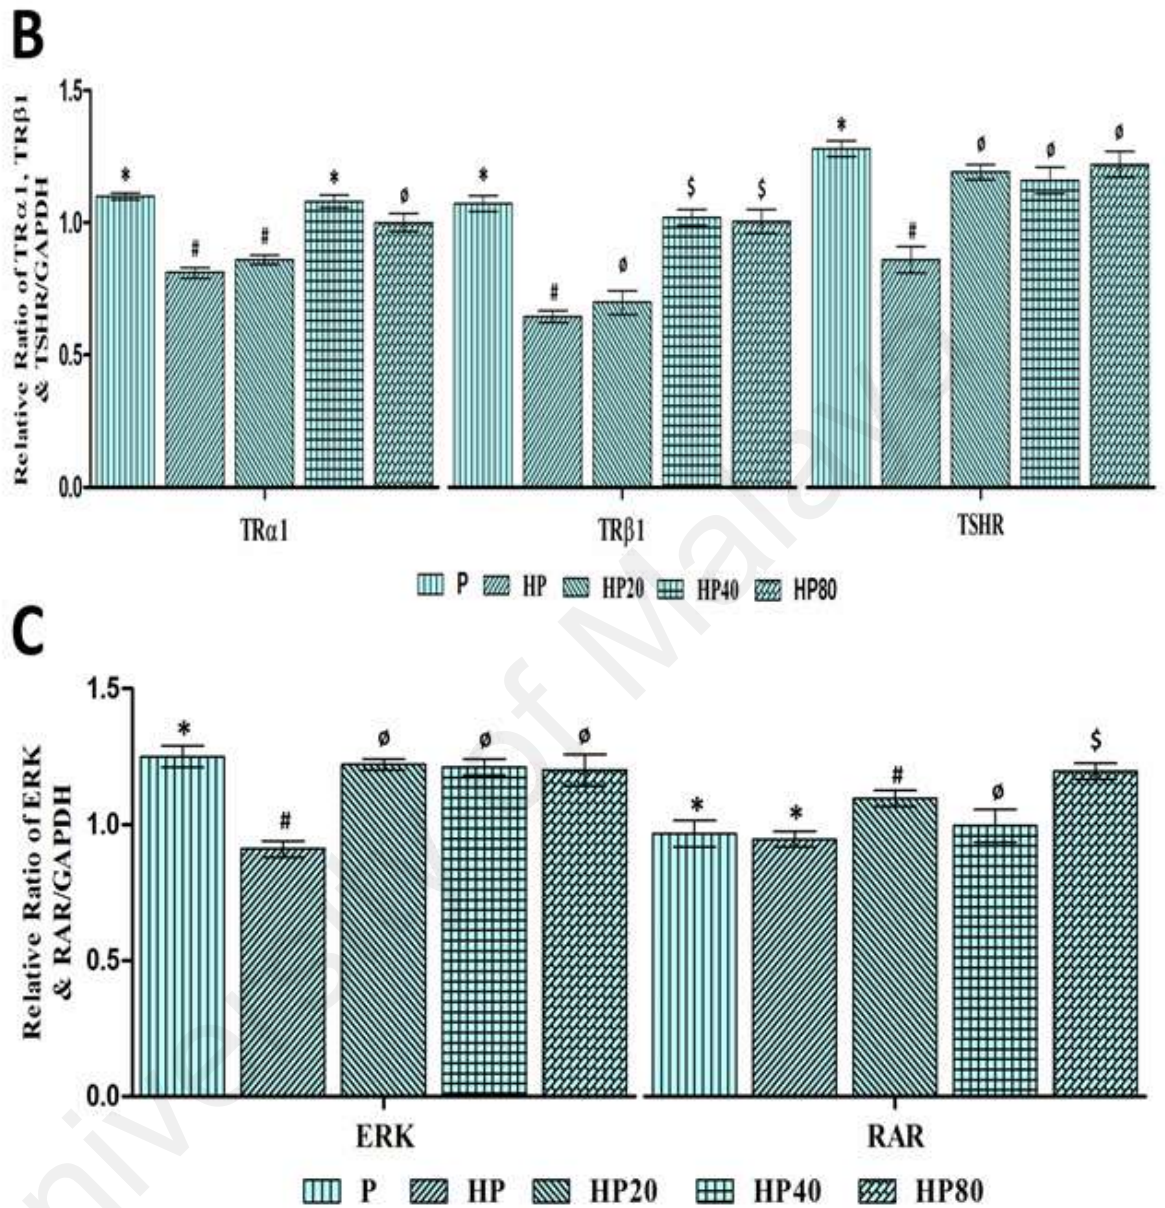 B
Relative Ratio of TRα1, TRβ1
& TSHR/GAPDH
1.5
1.0
0.5
0.0
* # # * ø
* # ø $ $
* # ø ø ø
TRα1 TRβ1 TSHR
P HP HP20 HP40 HP80
C
Relative Ratio of ERK
& RAR/GAPDH
1.5
1.0
0.5
0.0
* # ø ø ø
* * # ø $
ERK RAR
P HP HP20 HP40 HP80
of Malaya